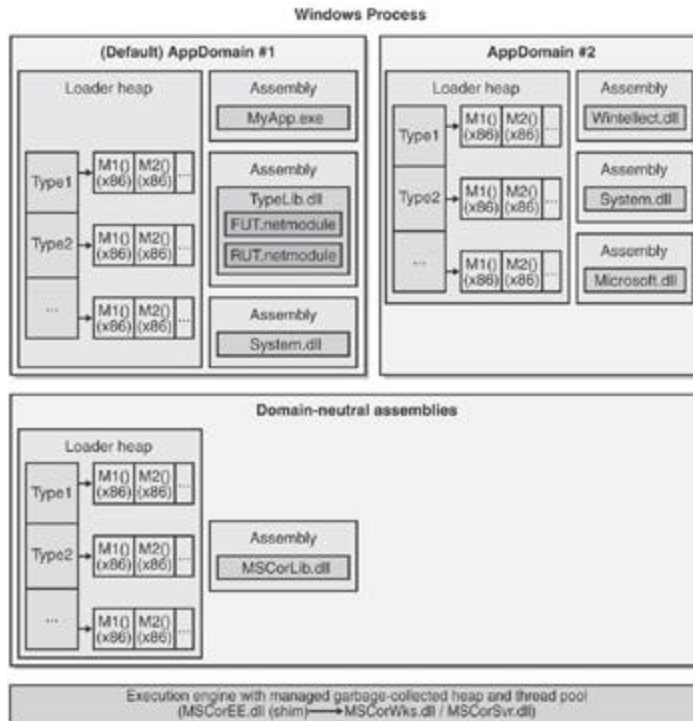 Windows Process
(Default) AppDomain #1
Loader heap
Type1
M1() M2() ...
(x86) (x86)
Type2
M1() M2() ...
(x86) (x86)
...
M1() M2() ...
(x86) (x86)
Assembly
MyApp.exe
Assembly
TypeLib.dll
FUT.netmodule
RUT.netmodule
Assembly
System.dll
AppDomain #2
Loader heap
Type1
M1() M2() ...
(x86) (x86)
Type2
M1() M2() ...
(x86) (x86)
...
M1() M2() ...
(x86) (x86)
Assembly
Wintellect.dll
Assembly
System.dll
Assembly
Microsoft.dll
Domain-neutral assemblies
Loader heap
Type1
M1() M2() ...
(x86) (x86)
Type2
M1() M2() ...
(x86) (x86)
...
M1() M2() ...
(x86) (x86)
Assembly
MSCorLib.dll
Execution engine with managed garbage-collected heap and thread pool
(MSCorEE.dll (shim)→MSCorWks.dll / MSCorSvr.dll)